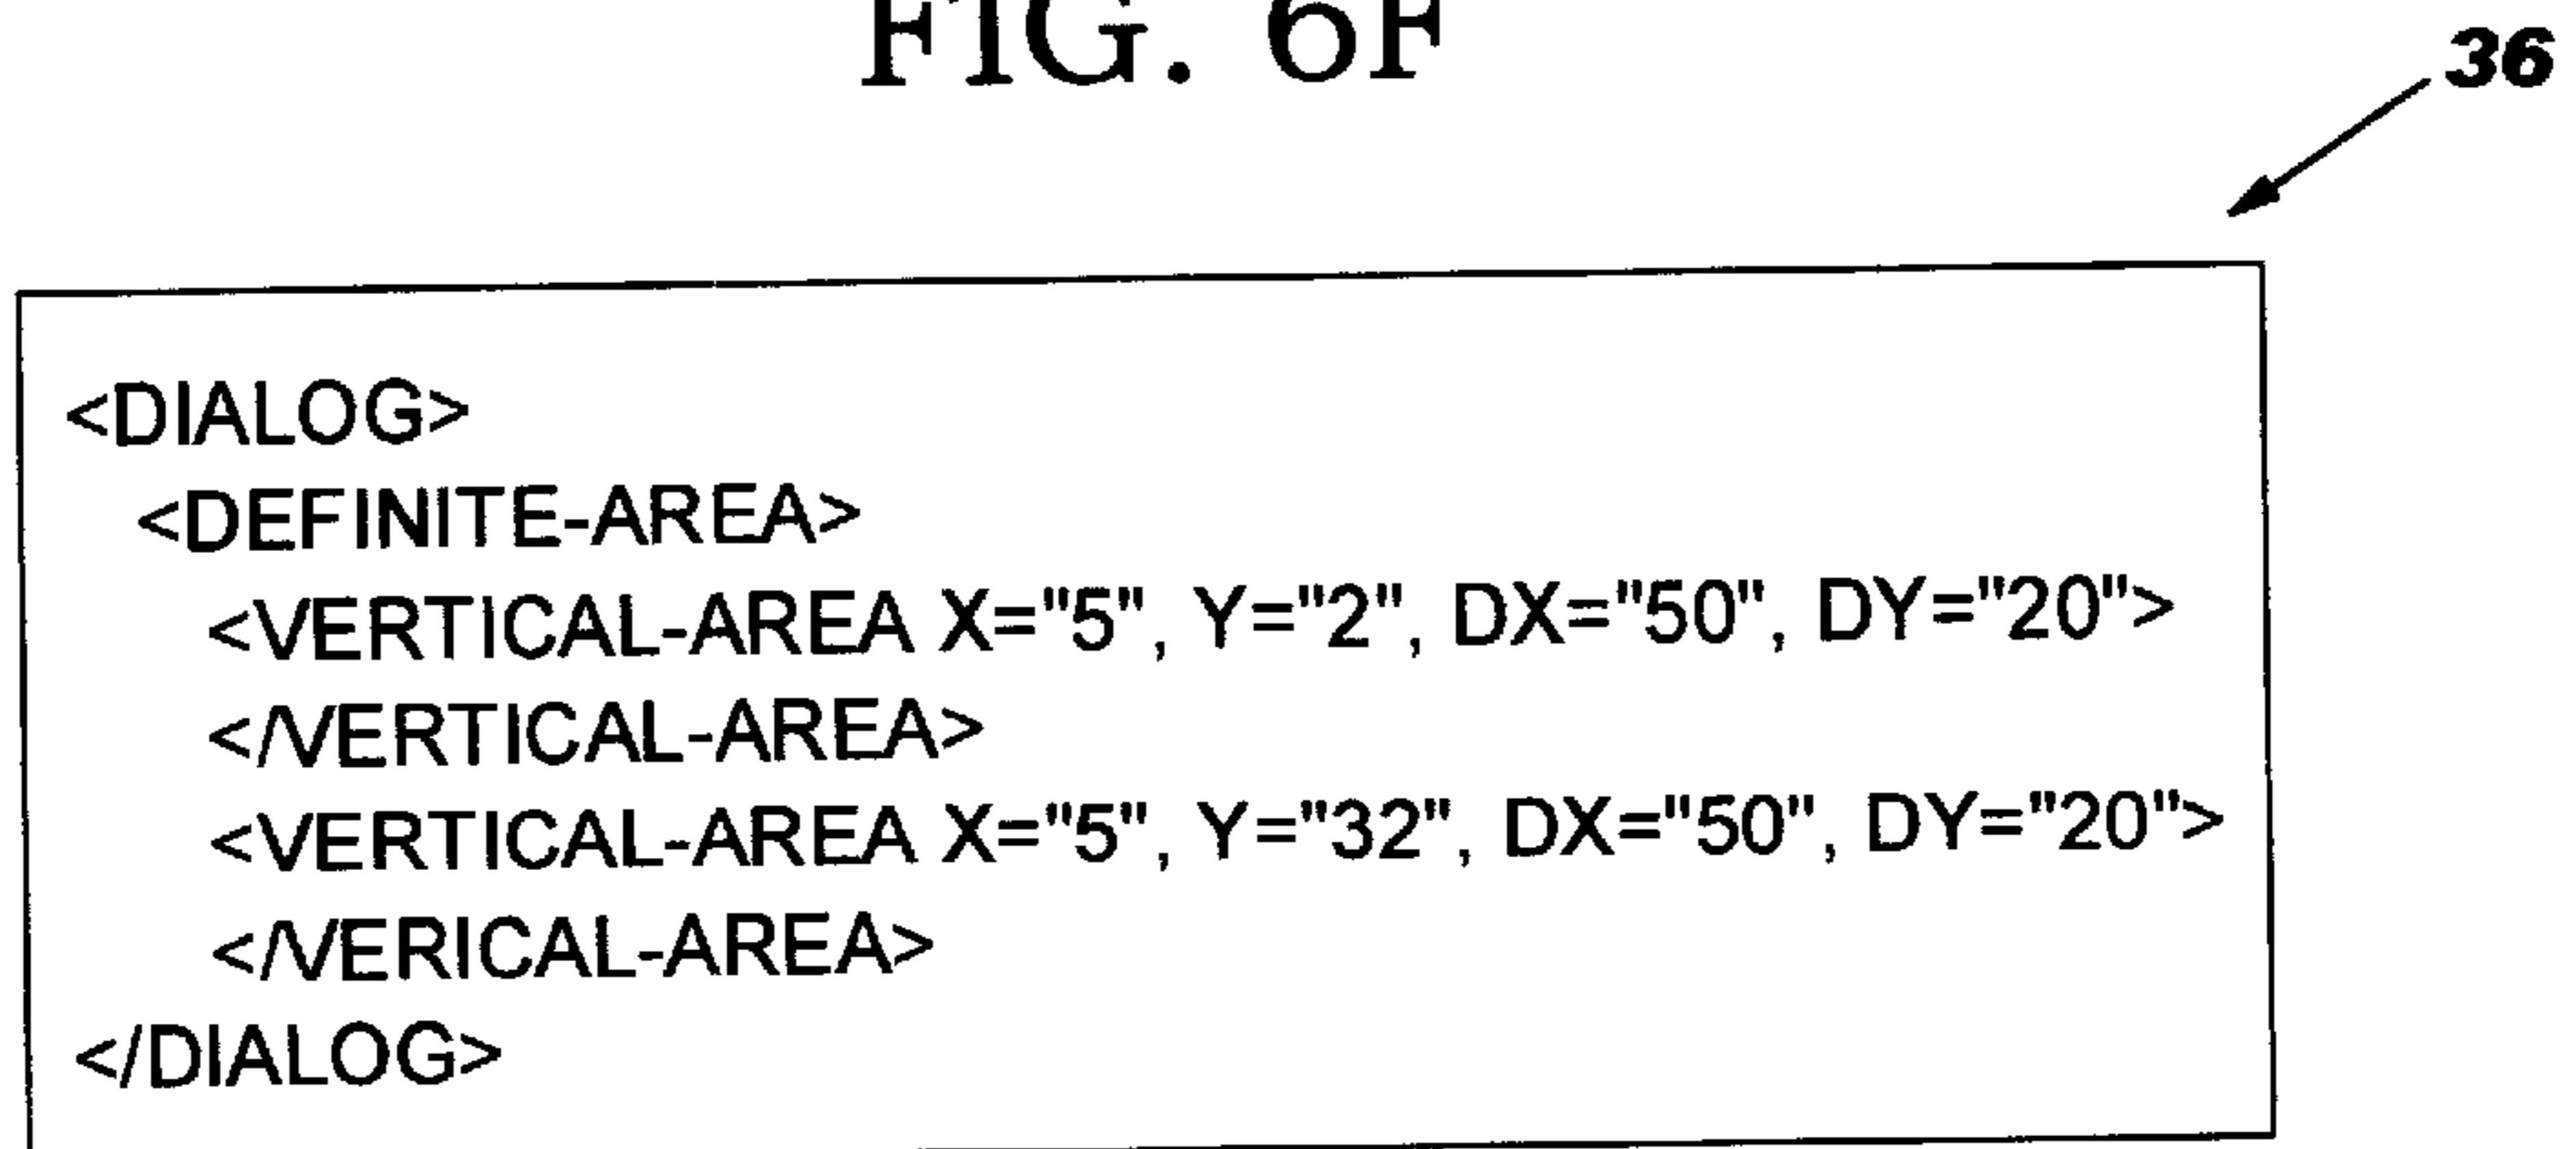 FIG. 6F
36
<DIALOG>
<DEFINITE-AREA>
<VERTICAL-AREA X="5", Y="2", DX="50", DY="20">
</VERTICAL-AREA>
<VERTICAL-AREA X="5", Y="32", DX="50", DY="20">
</VERICAL-AREA>
</DIALOG>